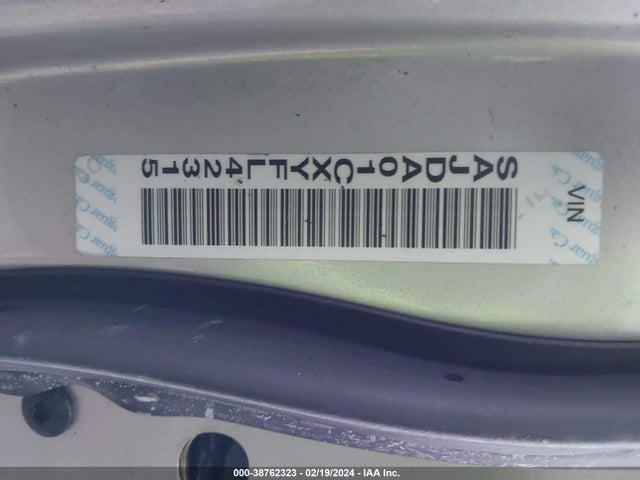 VIN
SAJDA01CXYFL42315
000-38762323 - 02/19/2024 - IAA Inc.